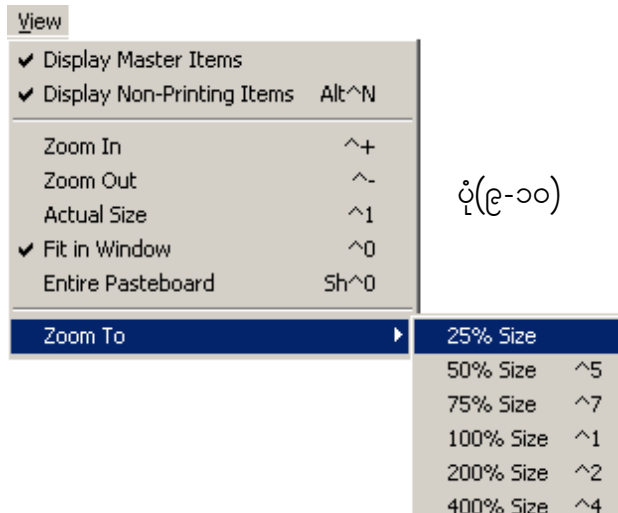 View
✔ Display Master Items
✔ Display Non-Printing Items Alt^N
Zoom In ^+
Zoom Out ^-
Actual Size ^1
✔ Fit in Window ^0
Entire Pasteboard Sh^0
Zoom To
25% Size
50% Size ^5
75% Size ^7
100% Size ^1
200% Size ^2
400% Size ^4
ပုံ(၉-၁၀)